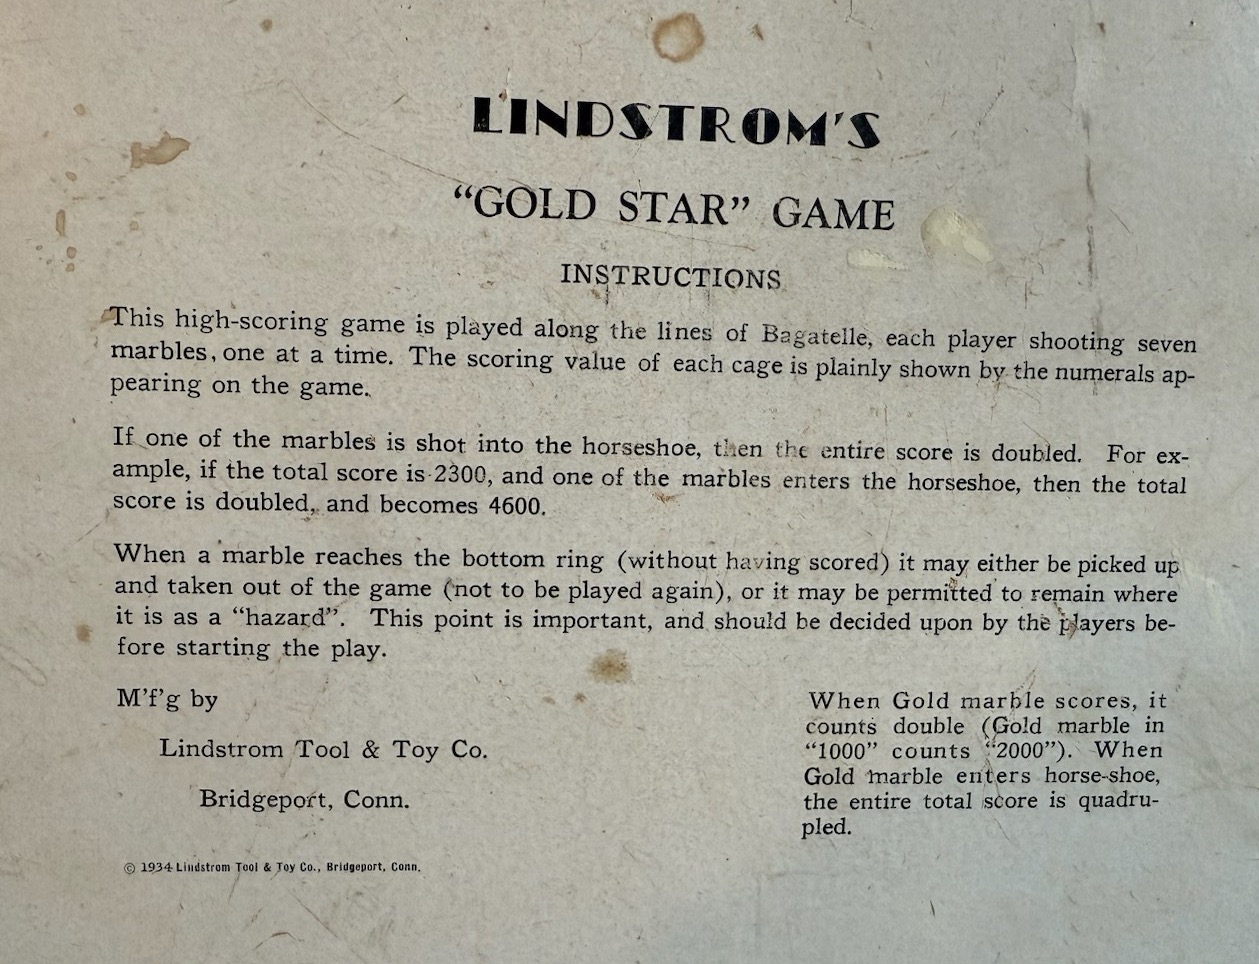 LINDSTROM'S
“GOLD STAR” GAME
INSTRUCTIONS
This high-scoring game is played along the lines of Bagatelle, each player shooting seven
marbles, one at a time. The scoring value of each cage is plainly shown by the numerals ap-
pearing on the game.
If one of the marbles is shot into the horseshoe, then the entire score is doubled. For ex-
ample, if the total score is 2300, and one of the marbles enters the horseshoe, then the total
score is doubled, and becomes 4600.
When a marble reaches the bottom ring (without having scored) it may either be picked up
and taken out of the game (not to be played again), or it may be permitted to remain where
it is as a “hazard”. This point is important, and should be decided upon by the players be-
fore starting the play.
M'f'g by
Lindstrom Tool & Toy Co.
Bridgeport, Conn.
© 1934 Lindstrom Tool & Toy Co., Bridgeport, Conn.
When Gold marble scores, it
counts double (Gold marble in
“1000” counts “2000”). When
Gold marble enters horse-shoe,
the entire total score is quadru-
pled.